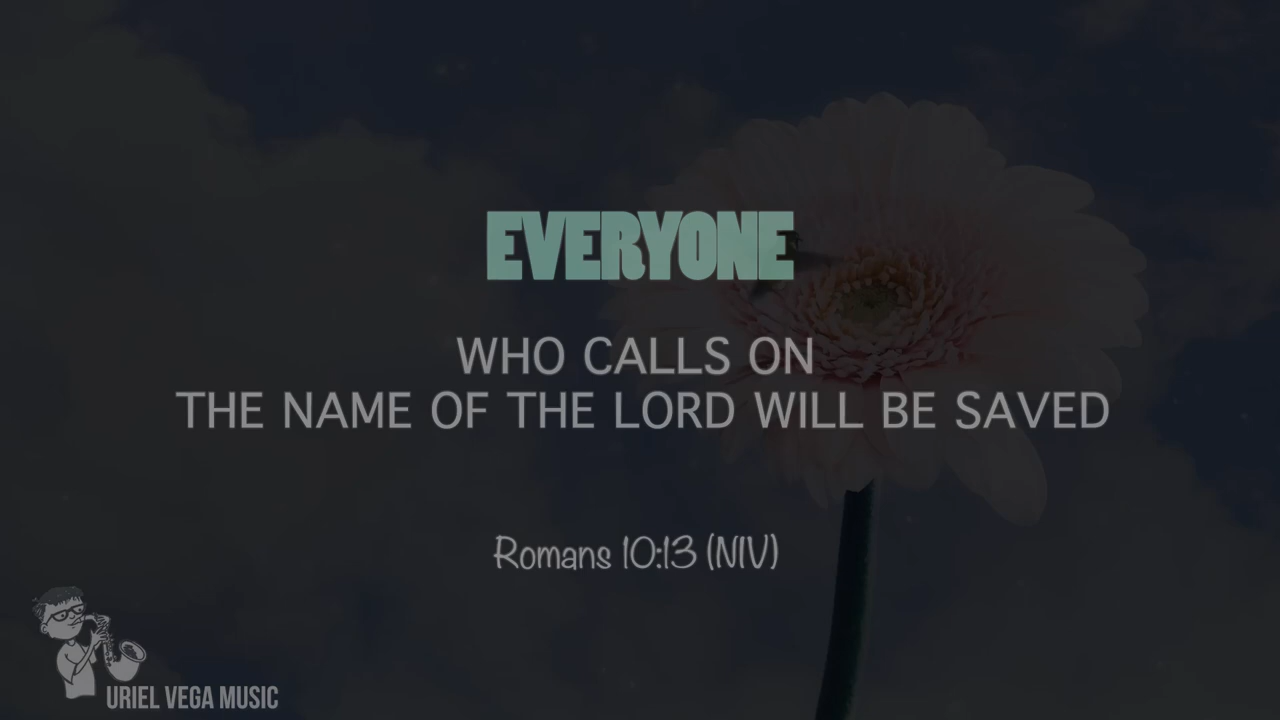 EVERYONE
WHO CALLS ON
THE NAME OF THE LORD WILL BE SAVED
Romans 10:13 (NIV)
URIEL VEGA MUSIC